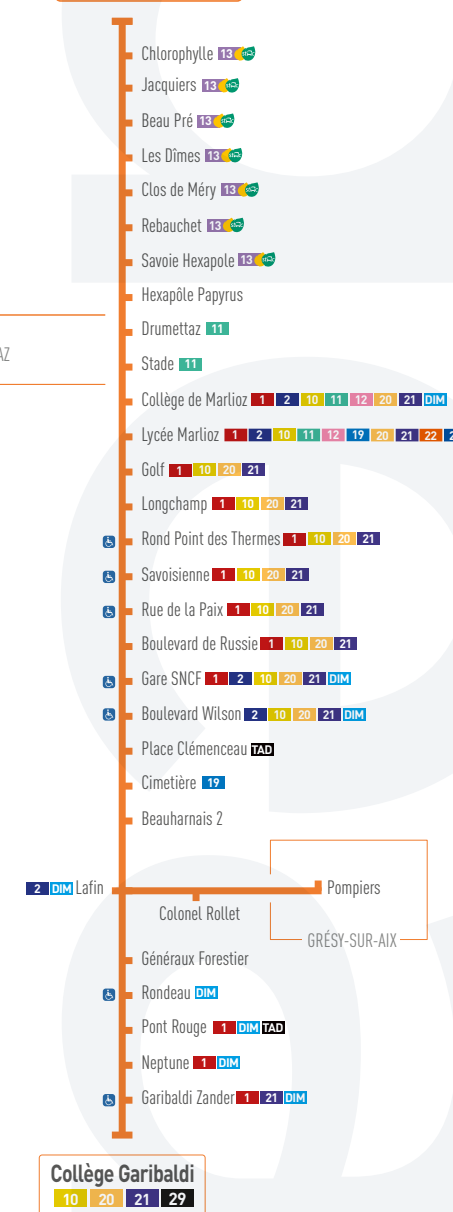 Chlorophylle 13
Jacquiers 13
Beau Pré 13
Les Dîmes 13
Clos de Méry 13
Rebauchet 13
Savoie Hexapole 13
Hexapôle Papyrus
Drumettaz 11
AZ
Stade 11
Collège de Marlioz 1 2 10 11 12 20 21 DIM
Lycée Marlioz 1 2 10 11 12 19 20 21 22 2
Golf 1 10 20 21
Longchamp 1 10 20 21
Rond Point des Thermes 1 10 20 21
Savoisienne 1 10 20 21
Rue de la Paix 1 10 20 21
Boulevard de Russie 1 10 20 21
Gare SNCF 1 2 10 20 21 DIM
Boulevard Wilson 2 10 20 21 DIM
Place Clémenceau TAD
Cimetière 19
Beauharnais 2
2 DIM Lafin
Pompiers
Colonel Rollet
GRÉSY-SUR-AIX
Généraux Forestier
Rondeau DIM
Pont Rouge 1 DIM TAD
Neptune 1 DIM
Garibaldi Zander 1 21 DIM
Collège Garibaldi
10 20 21 29